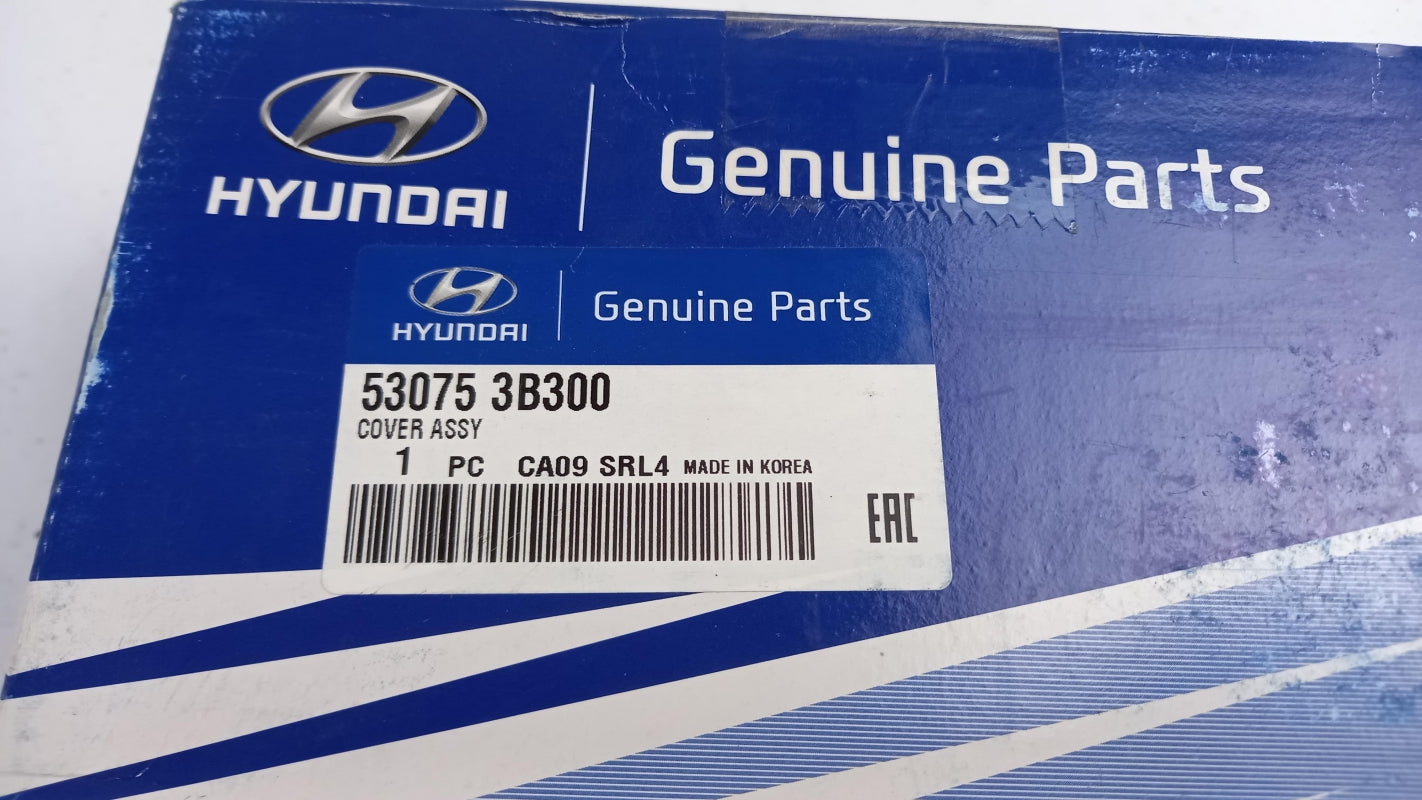 HYUNDAI
Genuine Parts
HYUNDAI
Genuine Parts
53075 3B300
COVER ASSY
1 PC CA09 SRL4 MADE IN KOREA
EAC